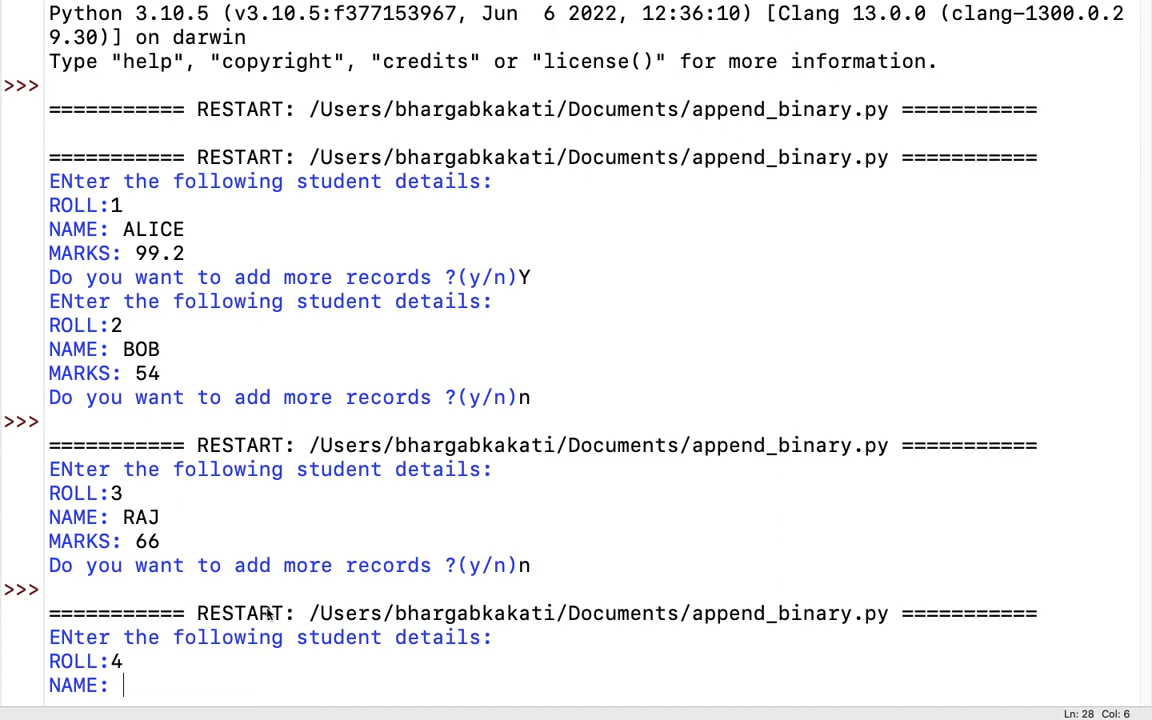 Python 3.10.5 (v3.10.5:f377153967, Jun  6 2022, 12:36:10) [Clang 13.0.0 (clang-1300.0.2
9.30)] on darwin
Type "help", "copyright", "credits" or "license()" for more information.
>>>
=========== RESTART: /Users/bhargabkakati/Documents/append_binary.py ===========
=========== RESTART: /Users/bhargabkakati/Documents/append_binary.py ===========
ENter the following student details:
ROLL:1
NAME: ALICE
MARKS: 99.2
Do you want to add more records ?(y/n)Y
ENter the following student details:
ROLL:2
NAME: BOB
MARKS: 54
Do you want to add more records ?(y/n)n
>>>
=========== RESTART: /Users/bhargabkakati/Documents/append_binary.py ===========
ENter the following student details:
ROLL:3
NAME: RAJ
MARKS: 66
Do you want to add more records ?(y/n)n
>>>
=========== RESTART: /Users/bhargabkakati/Documents/append_binary.py ===========
ENter the following student details:
ROLL:4
NAME:
Ln: 28 Col: 6